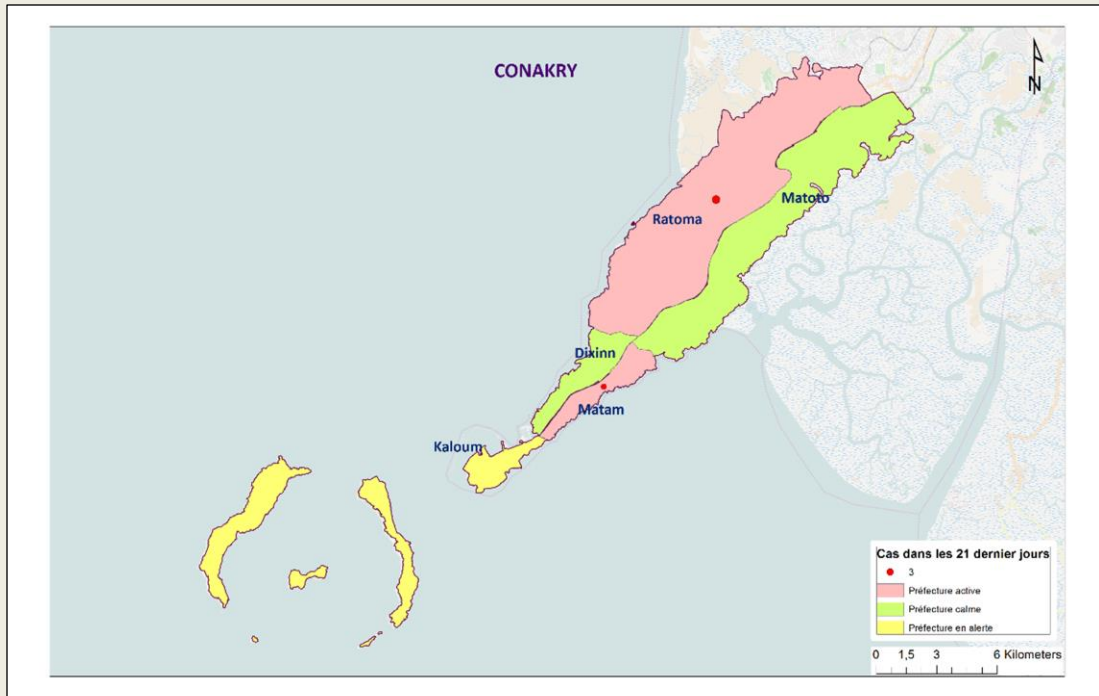 CONAKRY
N
Ratoma
Matoto
Dixinn
Matam
Kaloum
Cas dans les 21 dernier jours
3
Préfecture active
Préfecture calme
Préfecture en alerte
0 1,5 3 6 Kilometers